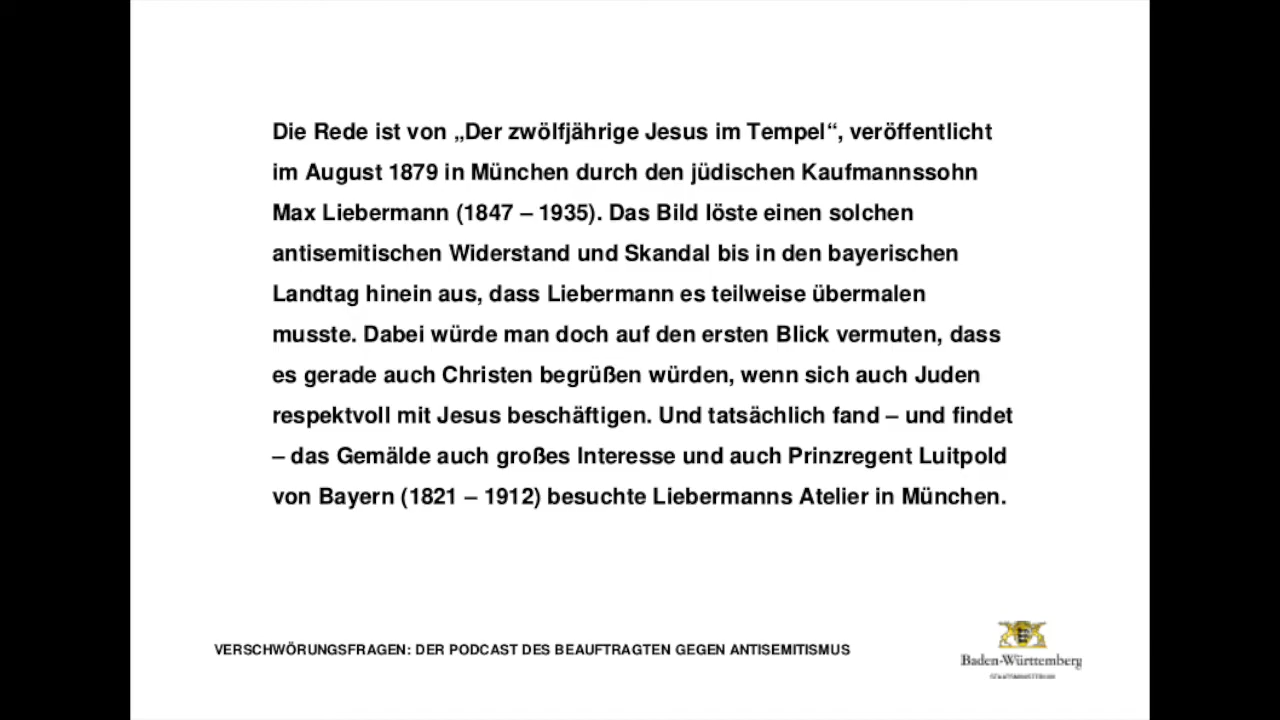 Die Rede ist von „Der zwölfjährige Jesus im Tempel“, veröffentlicht
im August 1879 in München durch den jüdischen Kaufmannssohn
Max Liebermann (1847 – 1935). Das Bild löste einen solchen
antisemitischen Widerstand und Skandal bis in den bayerischen
Landtag hinein aus, dass Liebermann es teilweise übermalen
musste. Dabei würde man doch auf den ersten Blick vermuten, dass
es gerade auch Christen begrüßen würden, wenn sich auch Juden
respektvoll mit Jesus beschäftigen. Und tatsächlich fand – und findet
– das Gemälde auch großes Interesse und auch Prinzregent Luitpold
von Bayern (1821 – 1912) besuchte Liebermanns Atelier in München.
VERSCHWÖRUNGSFRAGEN: DER PODCAST DES BEAUFTRAGTEN GEGEN ANTISEMITISMUS
Baden-Württemberg
STAATSMINISTERIUM